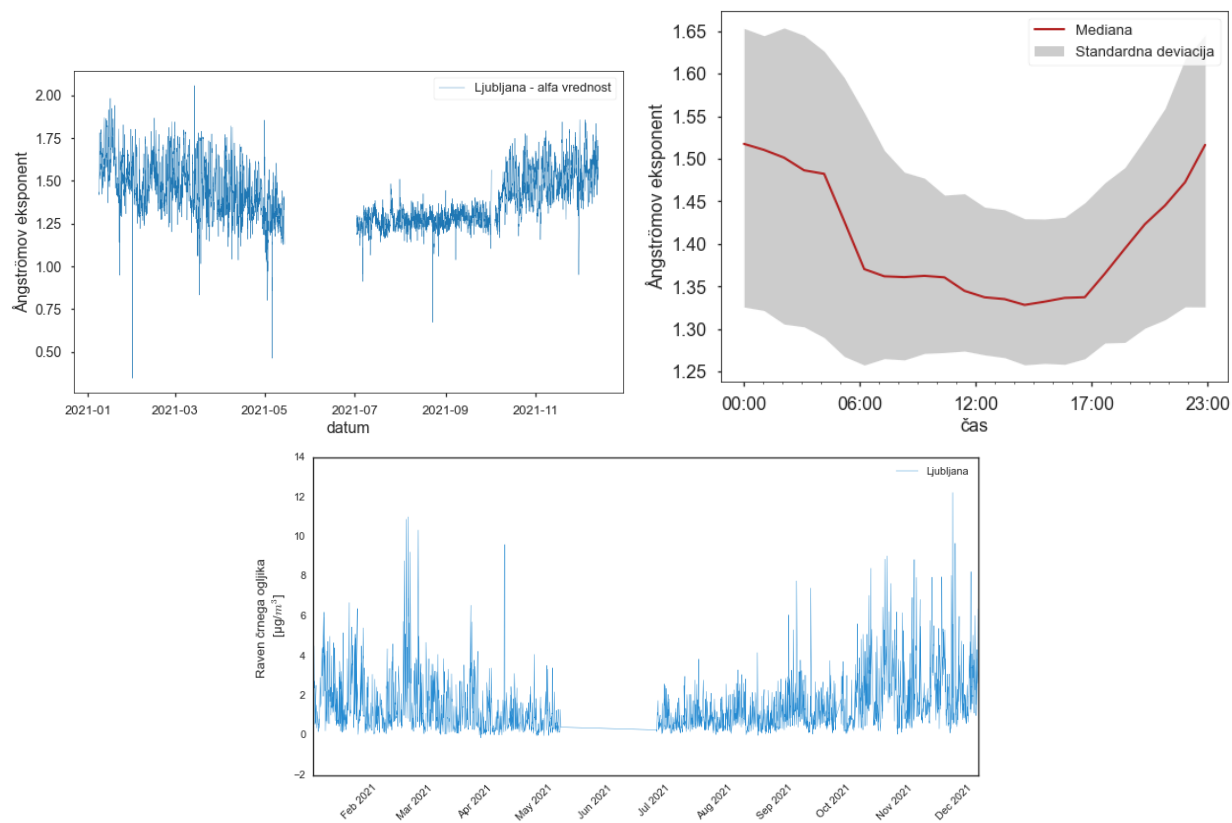 Ångströmov eksponent
2.00
1.75
1.50
1.25
1.00
0.75
0.50
Ljubljana - alfa vrednost
2021-01
2021-03
2021-05
2021-07
2021-09
2021-11
datum
Ångströmov eksponent
1.65
1.60
1.55
1.50
1.45
1.40
1.35
1.30
1.25
Mediana
Standardna deviacija
00:00
06:00
12:00
17:00
23:00
čas
Raven črnega ogljika
[µg/m³]
14
12
10
8
6
4
2
0
−2
Ljubljana
Feb 2021
Mar 2021
Apr 2021
May 2021
Jun 2021
Jul 2021
Aug 2021
Sep 2021
Oct 2021
Nov 2021
Dec 2021